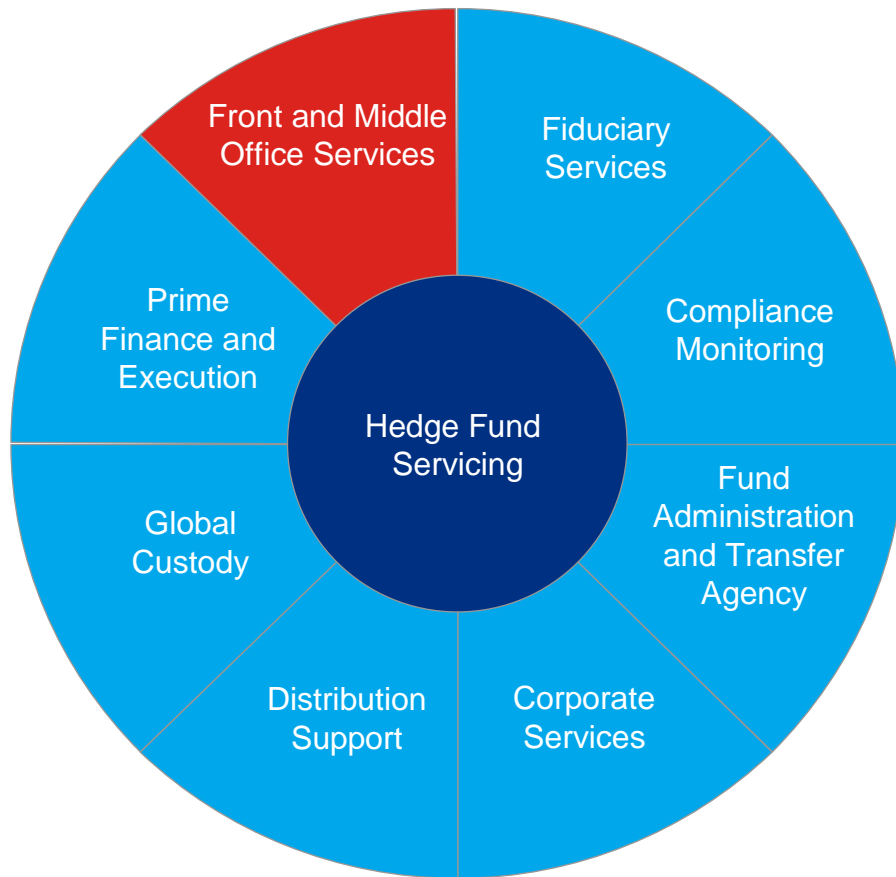 Front and Middle
Office Services
Fiduciary
Services
Prime
Finance and
Execution
Compliance
Monitoring
Hedge Fund
Servicing
Global
Custody
Fund
Administration
and Transfer
Agency
Distribution
Support
Corporate
Services